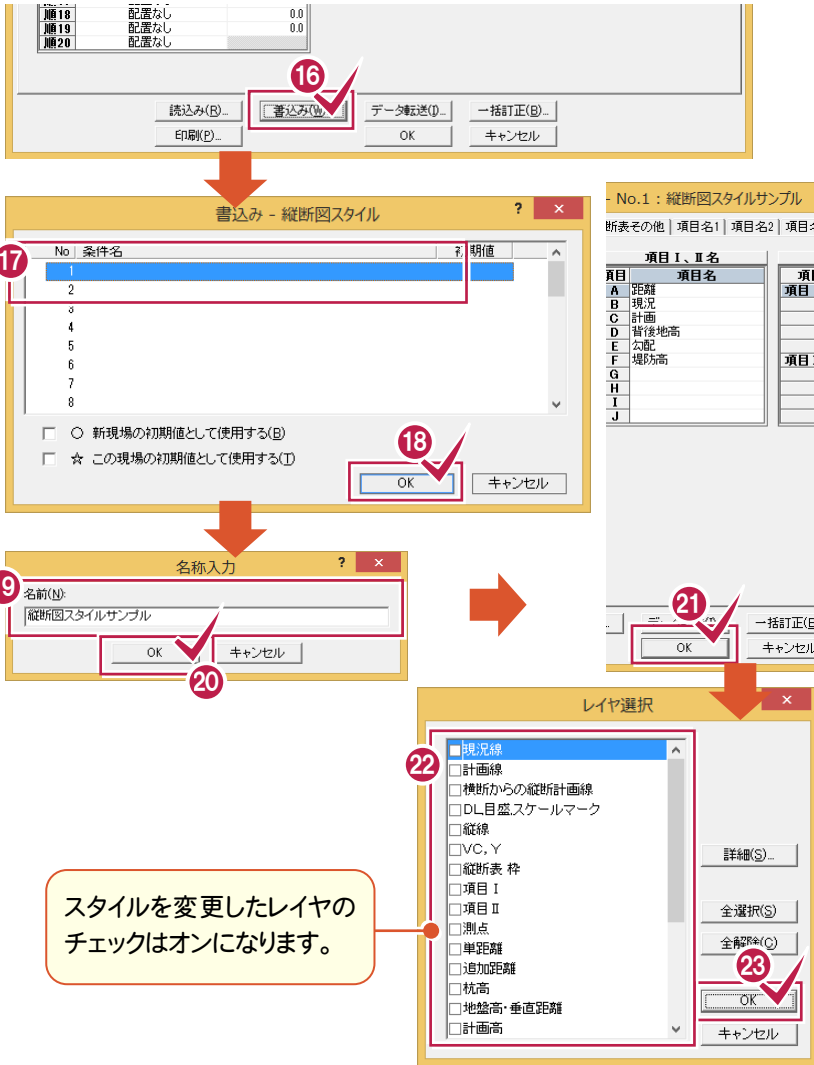 順18 配置なし 0.0
順19 配置なし 0.0
順20 配置なし
16
読込み(R)... 書込み(W)... データ転送(I)... 一括訂正(B)...
印刷(P)... OK キャンセル
書込み - 縦断図スタイル ? ×
17
No 条件名 初期値
1
2
3
4
5
6
7
8
○ 新現場の初期値として使用する(B)
☆ この現場の初期値として使用する(T)
18
OK キャンセル
名称入力 ? ×
19
名前(N):
縦断図スタイルサンプル
OK キャンセル
20
- No.1 : 縦断図スタイルサンプル
断表その他 項目名1 項目名2 項目名
項目Ⅰ、Ⅱ名
項目 項目名 項目
A 距離 項目
B 現況
C 計画
D 背後地高
E 勾配
F 堤防高 項目
G
H
I
J
21
一括訂正(B
OK キャンセル
レイヤ選択 ×
22
現況線
計画線
横断からの縦断計画線
DL目盛.スケールマーク
縦線
VC, Y
縦断表 枠
項目 Ⅰ
項目 Ⅱ
測点
単距離
追加距離
杭高
地盤高・垂直距離
計画高
詳細(S)...
全選択(S)
全解除(C)
23
OK
キャンセル
スタイルを変更したレイヤの
チェックはオンになります。